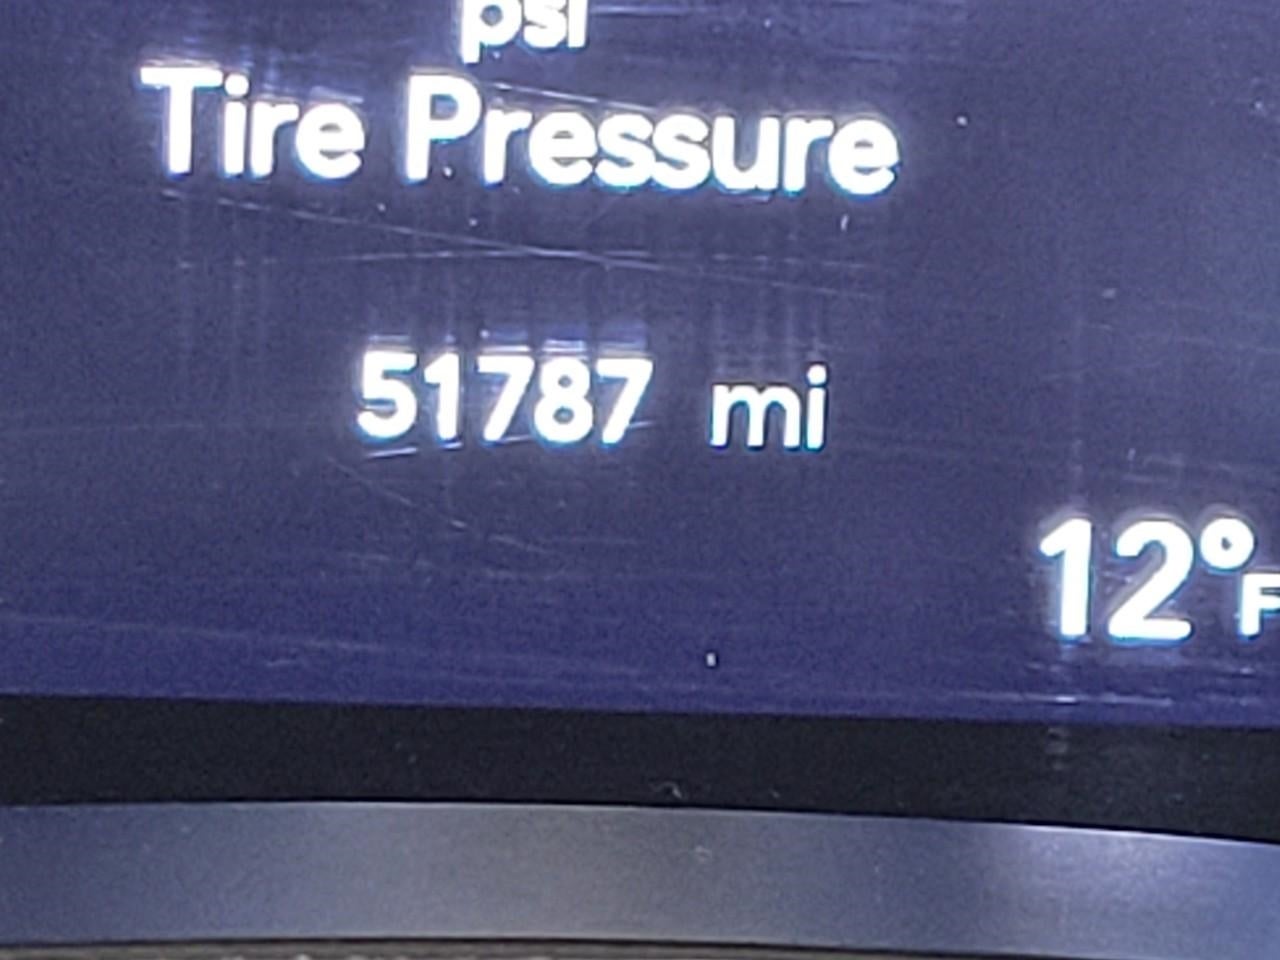 psi
Tire Pressure
51787 mi
12°F